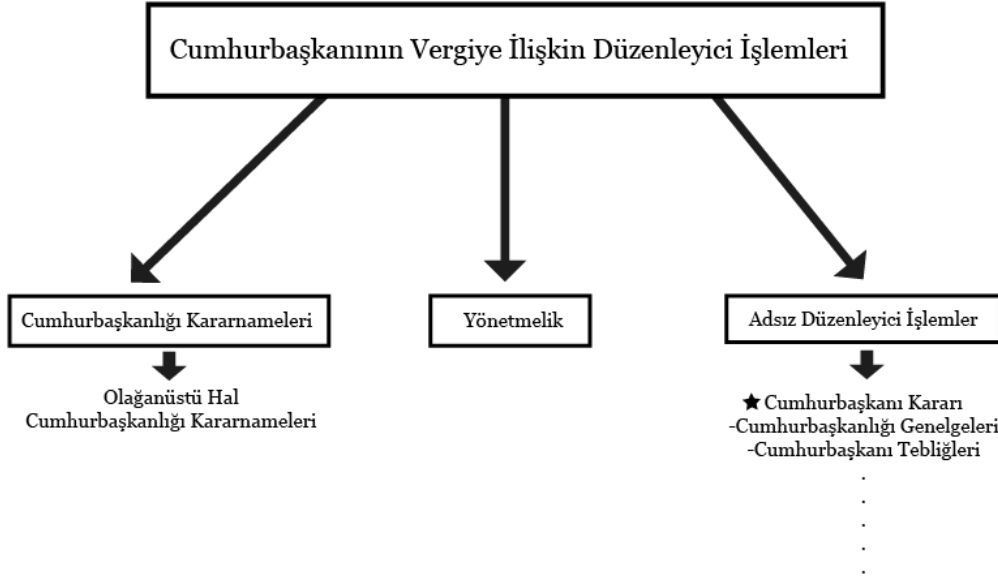 Cumhurbaşkanının Vergiye İlişkin Düzenleyici İşlemleri
Cumhurbaşkanlığı Kararnameleri
Yönetmelik
Adsız Düzenleyici İşlemler
Olağanüstü Hal
Cumhurbaşkanlığı Kararnameleri
★ Cumhurbaşkanı Kararı
-Cumhurbaşkanlığı Genelgeleri
-Cumhurbaşkanı Tebliğleri
.
.
.
.
.